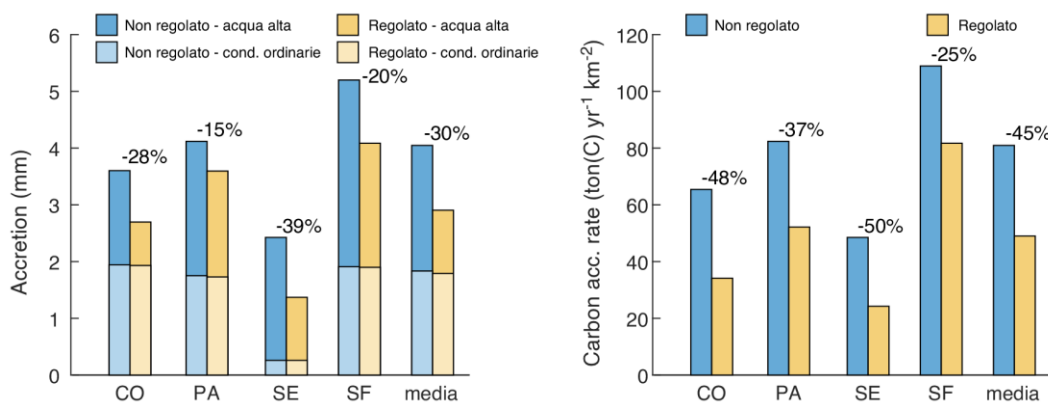 Non regolato - acqua alta
Regolato - acqua alta
Non regolato - cond. ordinarie
Regolato - cond. ordinarie
Accretion (mm)
6
5
4
3
2
1
0
-28%
-15%
-39%
-20%
-30%
CO
PA
SE
SF
media
Non regolato
Regolato
Carbon acc. rate (ton(C) yr⁻¹ km⁻²)
120
100
80
60
40
20
0
-48%
-37%
-50%
-25%
-45%
CO
PA
SE
SF
media